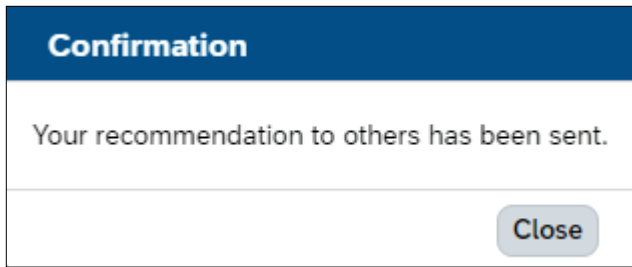 Confirmation
Your recommendation to others has been sent.
Close